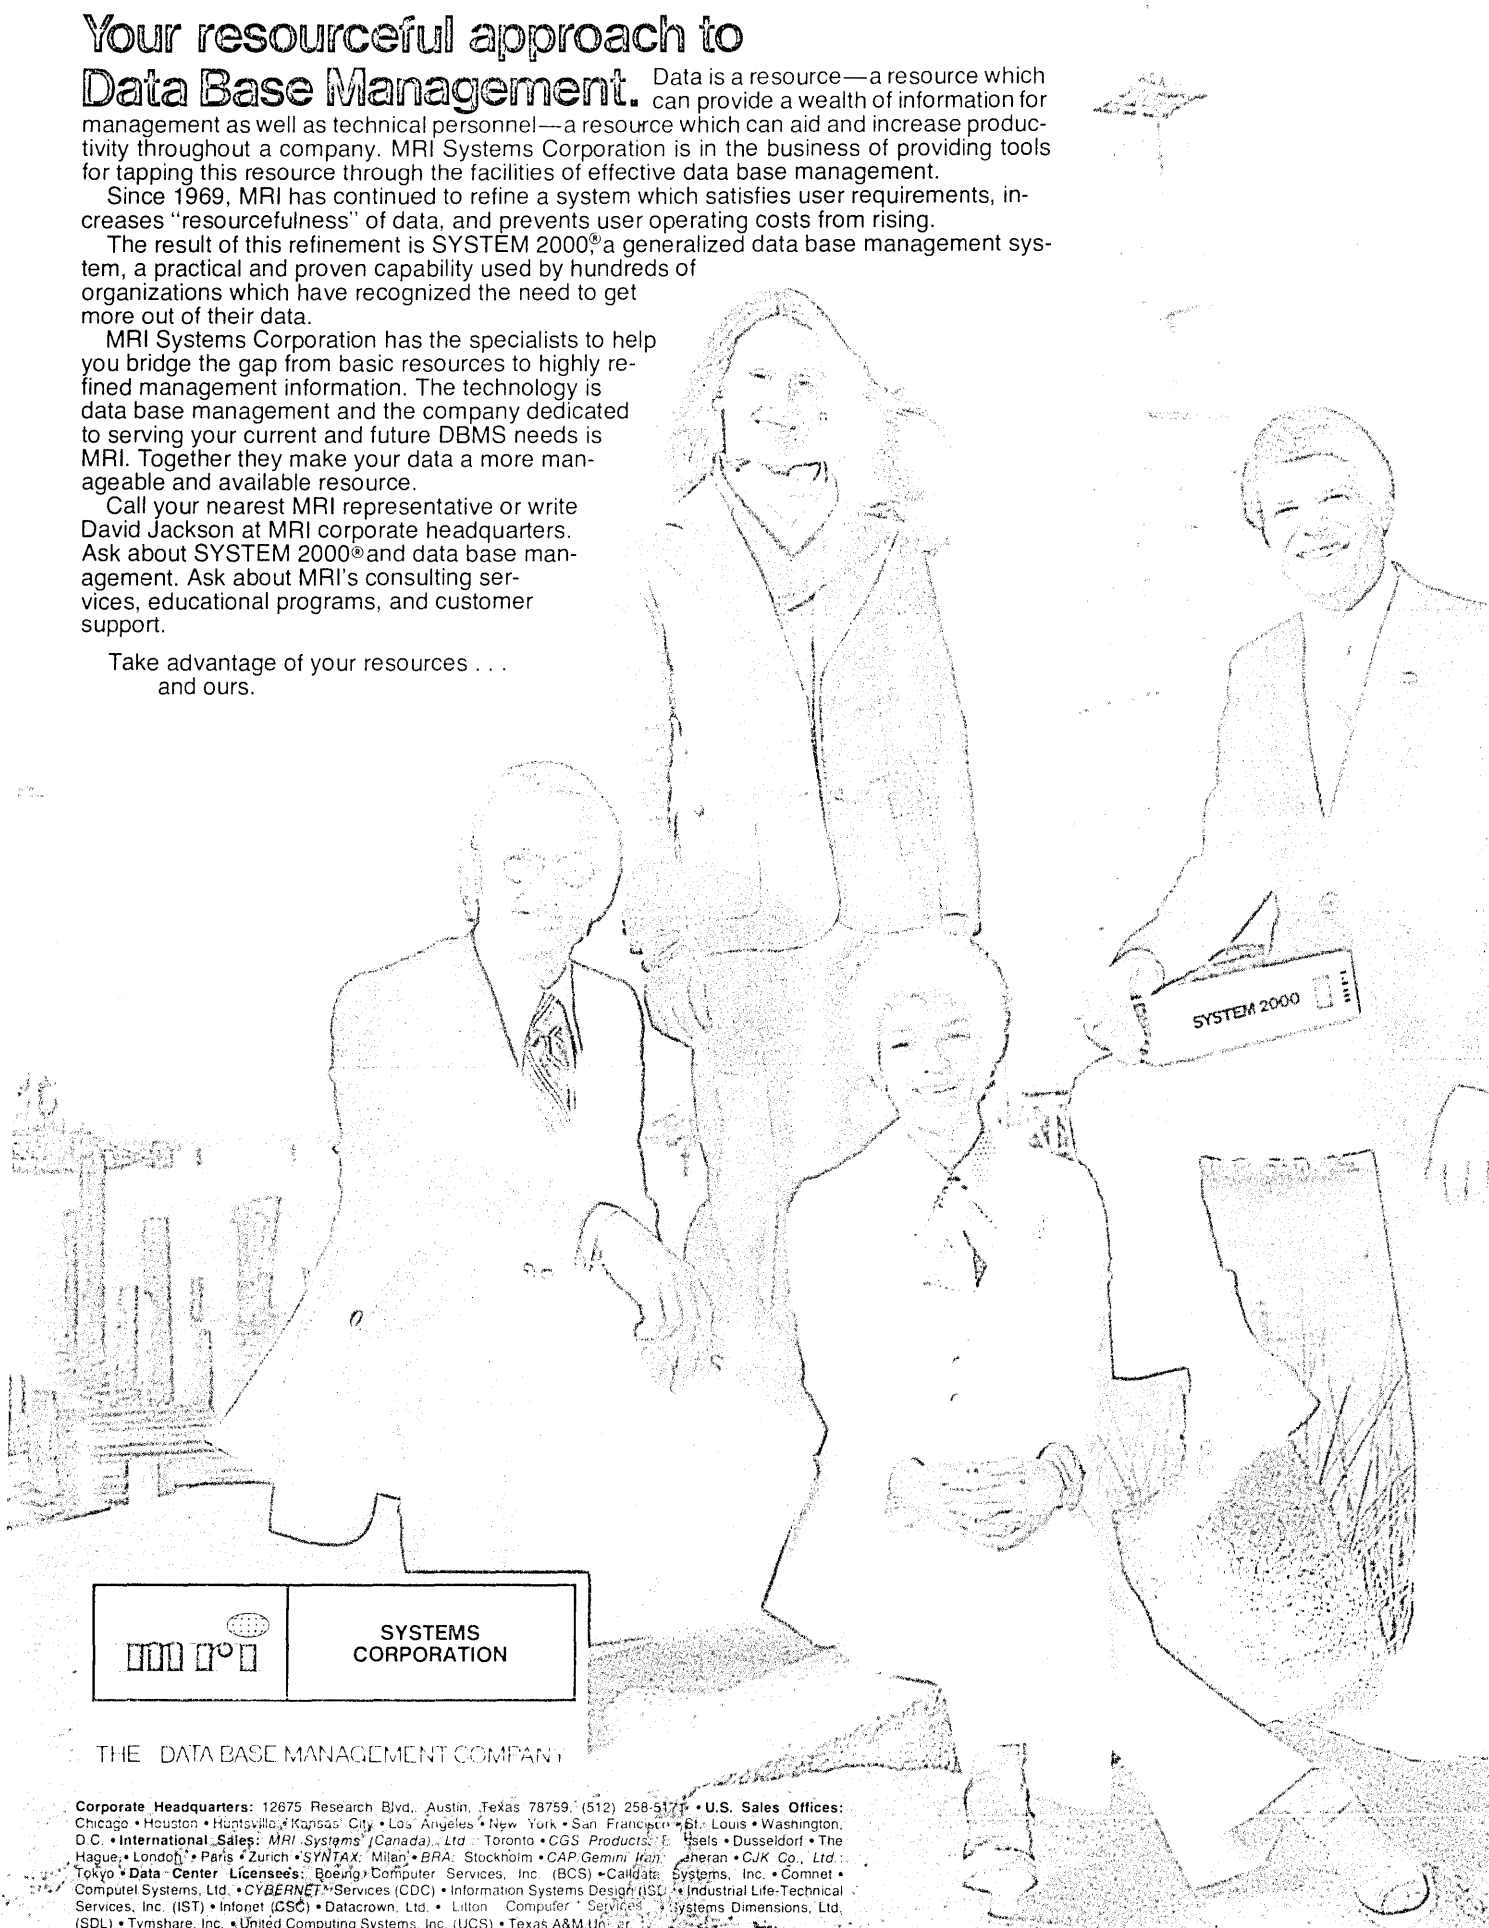 Your resourceful approach to
Data Base Management. Data is a resource—a resource which
can provide a wealth of information for
management as well as technical personnel—a resource which can aid and increase produc-
tivity throughout a company. MRI Systems Corporation is in the business of providing tools
for tapping this resource through the facilities of effective data base management.
Since 1969, MRI has continued to refine a system which satisfies user requirements, in-
creases "resourcefulness" of data, and prevents user operating costs from rising.
The result of this refinement is SYSTEM 2000,® a generalized data base management sys-
tem, a practical and proven capability used by hundreds of
organizations which have recognized the need to get
more out of their data.
MRI Systems Corporation has the specialists to help
you bridge the gap from basic resources to highly re-
fined management information. The technology is
data base management and the company dedicated
to serving your current and future DBMS needs is
MRI. Together they make your data a more man-
ageable and available resource.
Call your nearest MRI representative or write
David Jackson at MRI corporate headquarters.
Ask about SYSTEM 2000® and data base man-
agement. Ask about MRI's consulting ser-
vices, educational programs, and customer
support.
Take advantage of your resources . . .
and ours.
SYSTEM 2000
mri
SYSTEMS
CORPORATION
THE DATA BASE MANAGEMENT COMPANY
Corporate Headquarters: 12675 Research Blvd., Austin, Texas 78759, (512) 258-5171 • U.S. Sales Offices:
Chicago • Houston • Huntsville • Kansas City • Los Angeles • New York • San Francisco • St. Louis • Washington,
D.C. • International Sales: MRI Systems (Canada), Ltd.: Toronto • CGS Products: • Dusseldorf • The
Hague • London • Paris • Zurich • SYNTAX: Milan • BRA: Stockholm • CAP Gemini Iran: • CJK Co., Ltd.:
Tokyo • Data Center Licensees: Boeing Computer Services, Inc. (BCS) • Calldata Systems, Inc. • Comnet •
Computel Systems, Ltd. • CYBERNET Services (CDC) • Information Systems Design (ISD) • Industrial Life-Technical
Services, Inc. (IST) • Infonet (CSC) • Datacrown, Ltd. • Litton Computer Services • Systems Dimensions, Ltd.
(SDL) • Tymshare, Inc. • United Computing Systems, Inc. (UCS) • Texas A&M